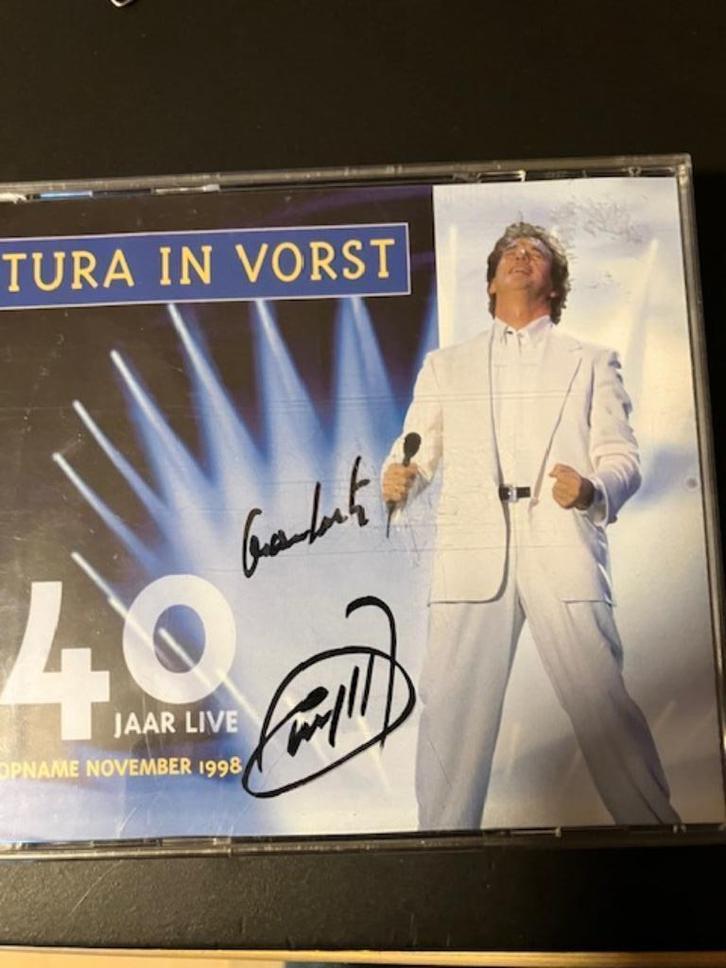 TURA IN VORST
40
JAAR LIVE
OPNAME NOVEMBER 1998